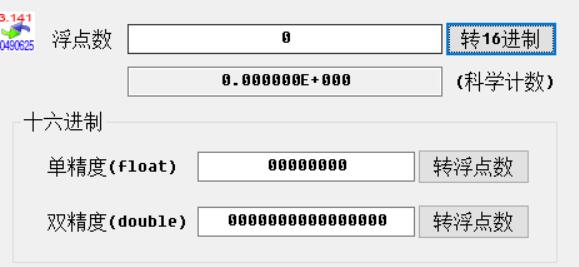 3.141
0490625
浮点数 0 转16进制
0.000000E+000 (科学计数)
十六进制
单精度(float) 00000000 转浮点数
双精度(double) 0000000000000000 转浮点数